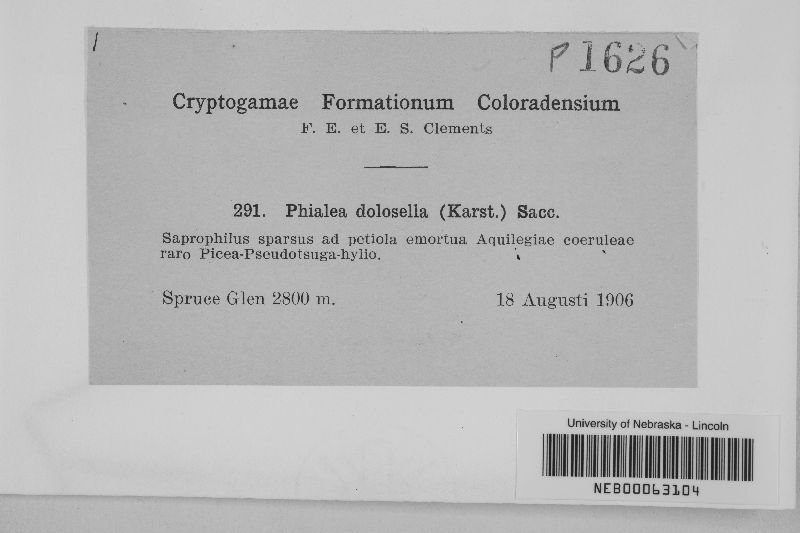 P 1626
Cryptogamae Formationum Coloradensium
F. E. et E. S. Clements
291. Phialea dolosella (Karst.) Sacc.
Saprophilus sparsus ad petiola emortua Aquilegiae coeruleae
raro Picea-Pseudotsuga-hylio.
Spruce Glen 2800 m. 18 Augusti 1906
University of Nebraska - Lincoln
NEB00063104